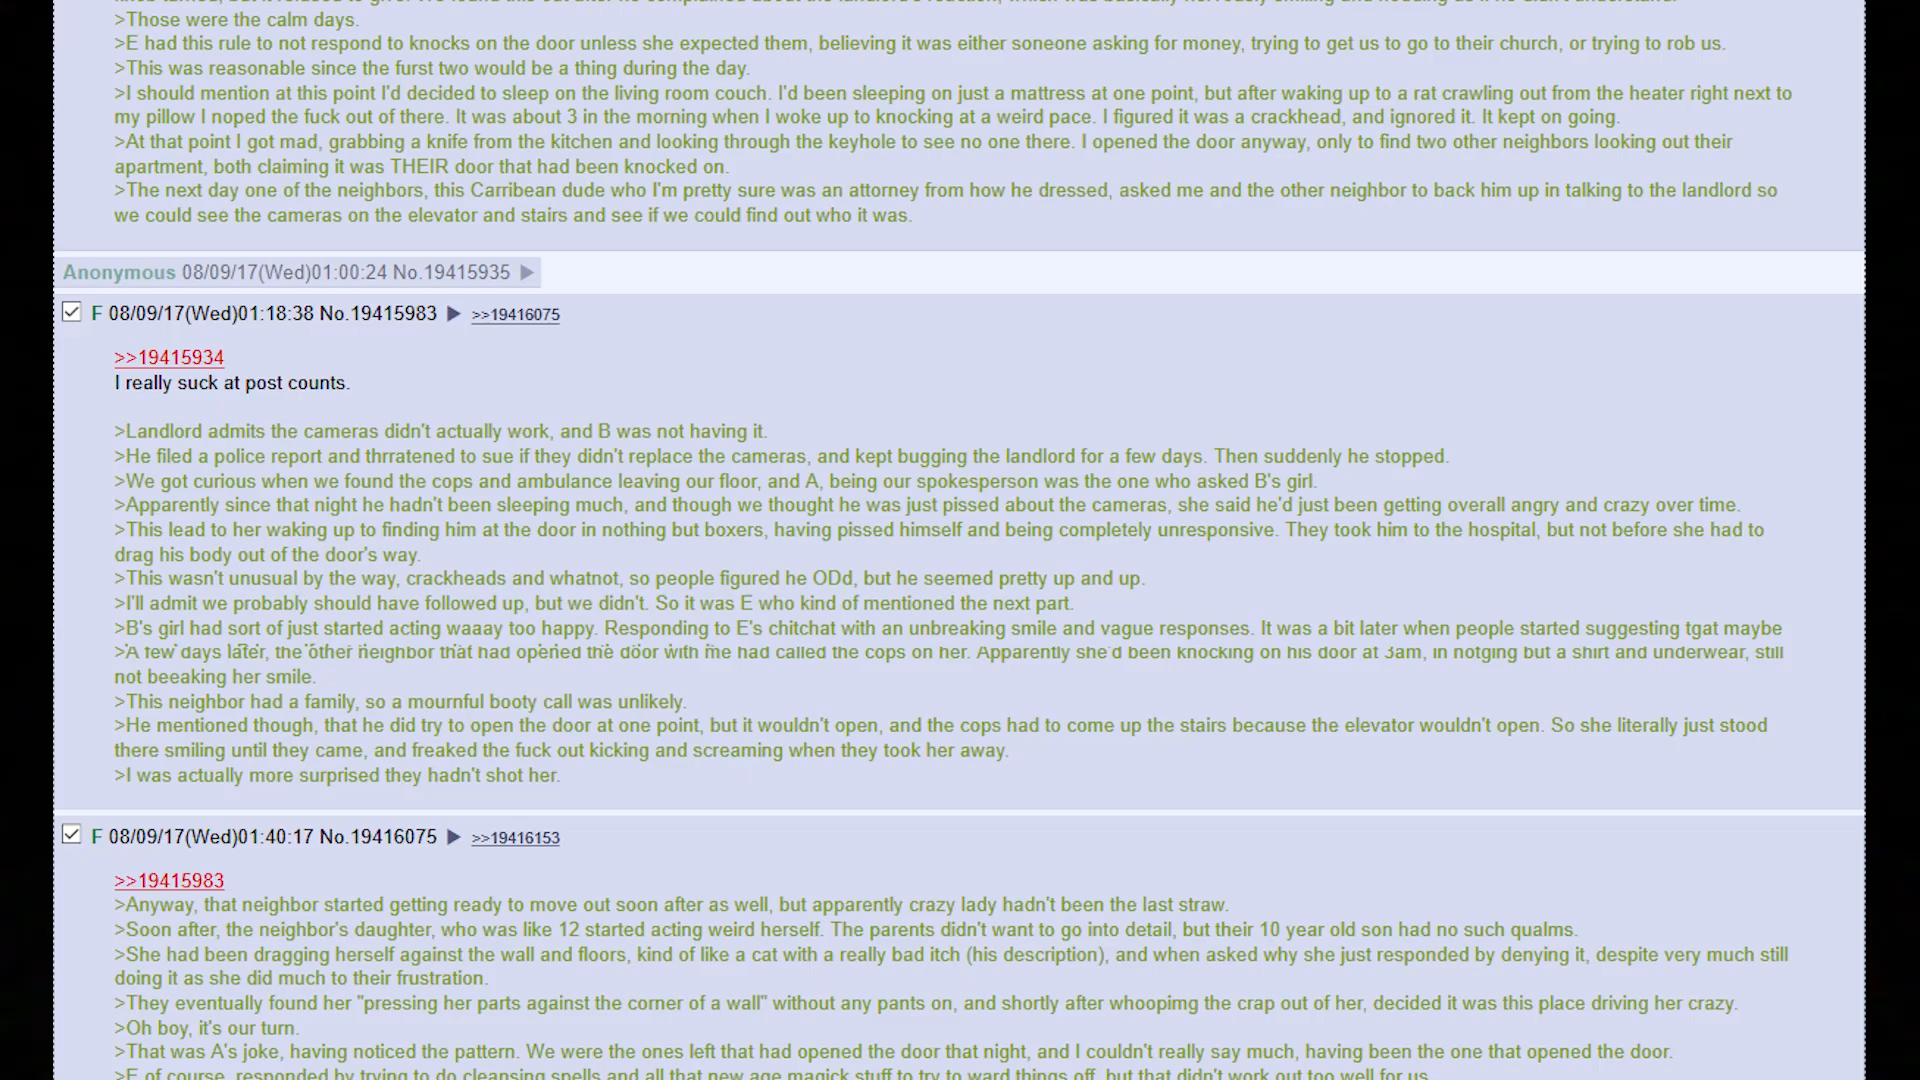 >Those were the calm days.
>E had this rule to not respond to knocks on the door unless she expected them, believing it was either soneone asking for money, trying to get us to go to their church, or trying to rob us.
>This was reasonable since the furst two would be a thing during the day.
>I should mention at this point I'd decided to sleep on the living room couch. I'd been sleeping on just a mattress at one point, but after waking up to a rat crawling out from the heater right next to
my pillow I noped the fuck out of there. It was about 3 in the morning when I woke up to knocking at a weird pace. I figured it was a crackhead, and ignored it. It kept on going.
>At that point I got mad, grabbing a knife from the kitchen and looking through the keyhole to see no one there. I opened the door anyway, only to find two other neighbors looking out their
apartment, both claiming it was THEIR door that had been knocked on.
>The next day one of the neighbors, this Carribean dude who I'm pretty sure was an attorney from how he dressed, asked me and the other neighbor to back him up in talking to the landlord so
we could see the cameras on the elevator and stairs and see if we could find out who it was.
Anonymous 08/09/17(Wed)01:00:24 No.19415935 ▶
F 08/09/17(Wed)01:18:38 No.19415983 ▶ >>19416075
>>19415934
I really suck at post counts.
>Landlord admits the cameras didn't actually work, and B was not having it.
>He filed a police report and thrratened to sue if they didn't replace the cameras, and kept bugging the landlord for a few days. Then suddenly he stopped.
>We got curious when we found the cops and ambulance leaving our floor, and A, being our spokesperson was the one who asked B's girl.
>Apparently since that night he hadn't been sleeping much, and though we thought he was just pissed about the cameras, she said he'd just been getting overall angry and crazy over time.
>This lead to her waking up to finding him at the door in nothing but boxers, having pissed himself and being completely unresponsive. They took him to the hospital, but not before she had to
drag his body out of the door's way.
>This wasn't unusual by the way, crackheads and whatnot, so people figured he ODd, but he seemed pretty up and up.
>I'll admit we probably should have followed up, but we didn't. So it was E who kind of mentioned the next part.
>B's girl had sort of just started acting waaay too happy. Responding to E's chitchat with an unbreaking smile and vague responses. It was a bit later when people started suggesting tgat maybe
>A few days later, the other neighbor that had opened the door with me had called the cops on her. Apparently she'd been knocking on his door at 3am, in notging but a shirt and underwear, still
not beeaking her smile.
>This neighbor had a family, so a mournful booty call was unlikely.
>He mentioned though, that he did try to open the door at one point, but it wouldn't open, and the cops had to come up the stairs because the elevator wouldn't open. So she literally just stood
there smiling until they came, and freaked the fuck out kicking and screaming when they took her away.
>I was actually more surprised they hadn't shot her.
F 08/09/17(Wed)01:40:17 No.19416075 ▶ >>19416153
>>19415983
>Anyway, that neighbor started getting ready to move out soon after as well, but apparently crazy lady hadn't been the last straw.
>Soon after, the neighbor's daughter, who was like 12 started acting weird herself. The parents didn't want to go into detail, but their 10 year old son had no such qualms.
>She had been dragging herself against the wall and floors, kind of like a cat with a really bad itch (his description), and when asked why she just responded by denying it, despite very much still
doing it as she did much to their frustration.
>They eventually found her "pressing her parts against the corner of a wall" without any pants on, and shortly after whoopimg the crap out of her, decided it was this place driving her crazy.
>Oh boy, it's our turn.
>That was A's joke, having noticed the pattern. We were the ones left that had opened the door that night, and I couldn't really say much, having been the one that opened the door.
>E of course, responded by trying to do cleansing spells and all that new age magick stuff to try to ward things off, but that didn't work out too well for us.